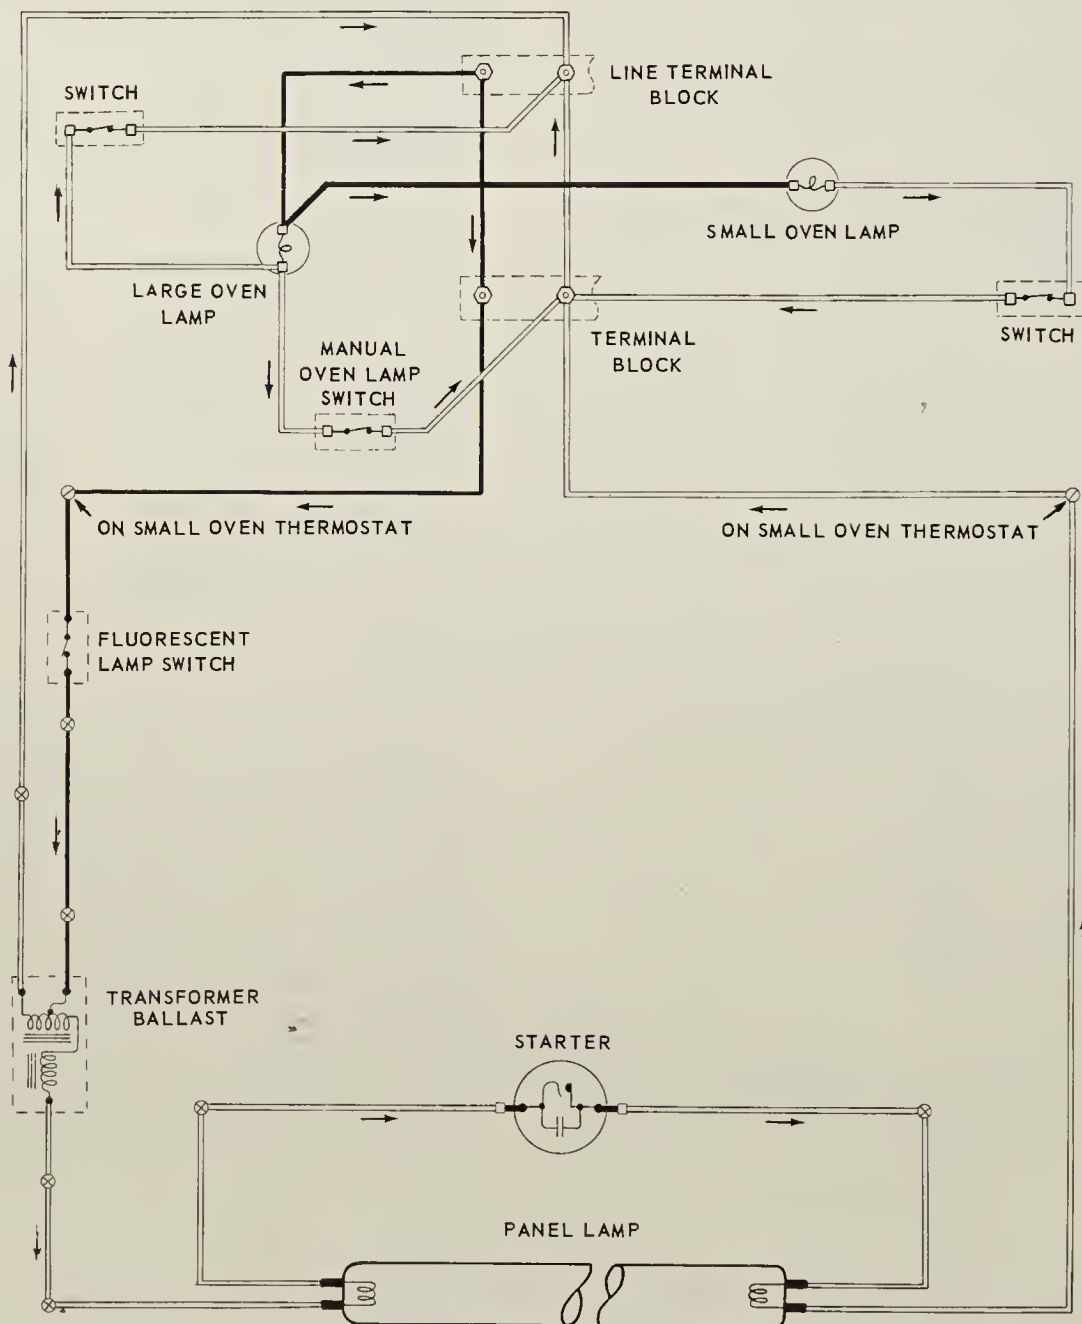 LINE TERMINAL
BLOCK
SWITCH
SMALL OVEN LAMP
LARGE OVEN
LAMP
SWITCH
TERMINAL
BLOCK
MANUAL
OVEN LAMP
SWITCH
ON SMALL OVEN THERMOSTAT
ON SMALL OVEN THERMOSTAT
FLUORESCENT
LAMP SWITCH
TRANSFORMER
BALLAST
STARTER
PANEL LAMP